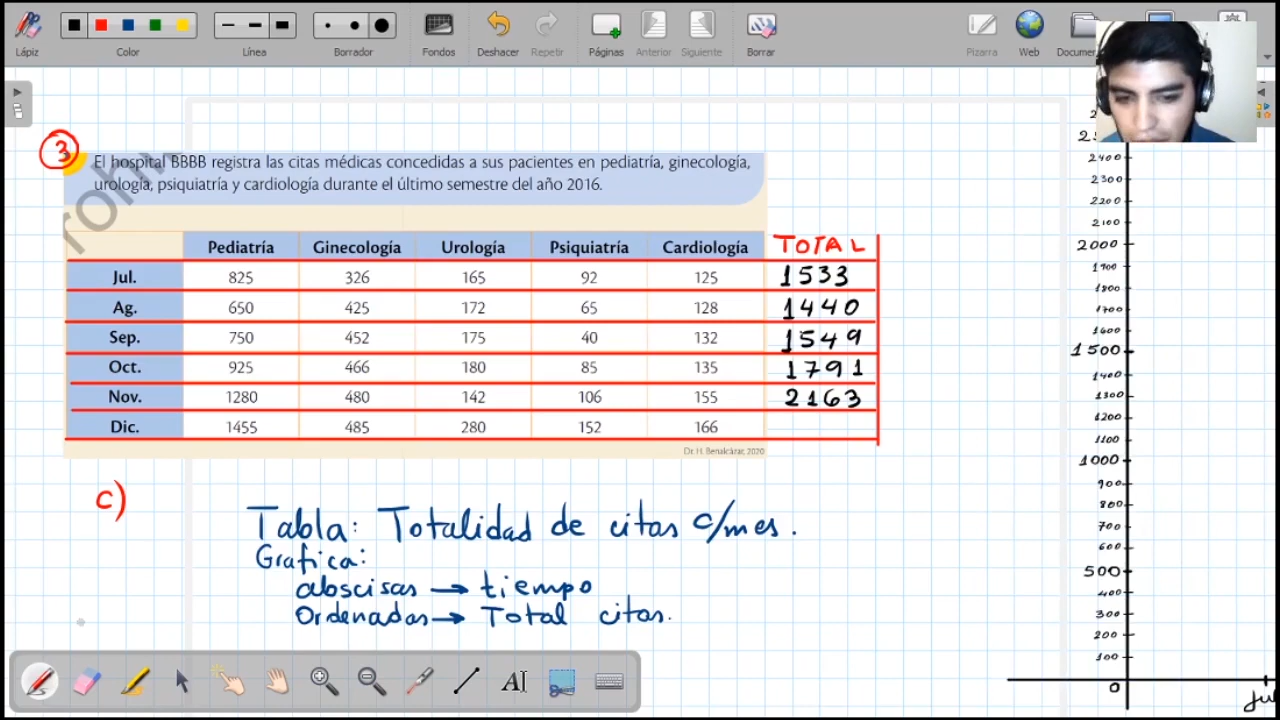 Lápiz Color Línea Borrador Fondos Deshacer Repetir Páginas Anterior Siguiente Borrar Pizarra Web
3
El hospital BBBB registra las citas médicas concedidas a sus pacientes en pediatría, ginecología,
urología, psiquiatría y cardiología durante el último semestre del año 2016.
Pediatría Ginecología Urología Psiquiatría Cardiología TOTAL
Jul. 825 326 165 92 125 1533
Ag. 650 425 172 65 128 1440
Sep. 750 452 175 40 132 1549
Oct. 925 466 180 85 135 1791
Nov. 1280 480 142 106 155 2163
Dic. 1455 485 280 152 166
Dr. H. Benalcázar, 2020
c)
Tabla: Totalidad de citas c/mes.
Grafica:
abscisas → tiempo
Ordenadas → Total citas.
2400
2300
2200
2100
2000
1900
1800
1700
1600
1500
1400
1300
1200
1100
1000
900
800
700
600
500
400
300
200
100
0